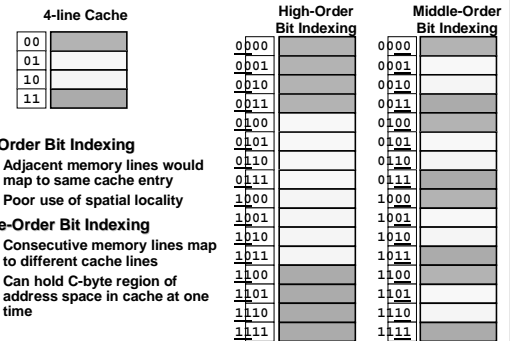 4-line Cache
00
01
10
11
Order Bit Indexing
Adjacent memory lines would
map to same cache entry
Poor use of spatial locality
e-Order Bit Indexing
Consecutive memory lines map
to different cache lines
Can hold C-byte region of
address space in cache at one
time
High-Order
Bit Indexing
0000
0001
0010
0011
0100
0101
0110
0111
1000
1001
1010
1011
1100
1101
1110
1111
Middle-Order
Bit Indexing
0000
0001
0010
0011
0100
0101
0110
0111
1000
1001
1010
1011
1100
1101
1110
1111